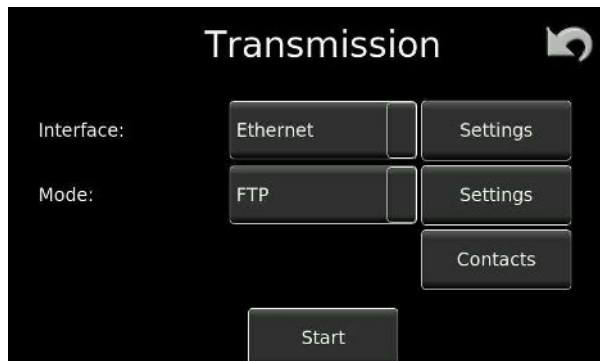 Transmission
Interface: Ethernet Settings
Mode: FTP Settings
Contacts
Start